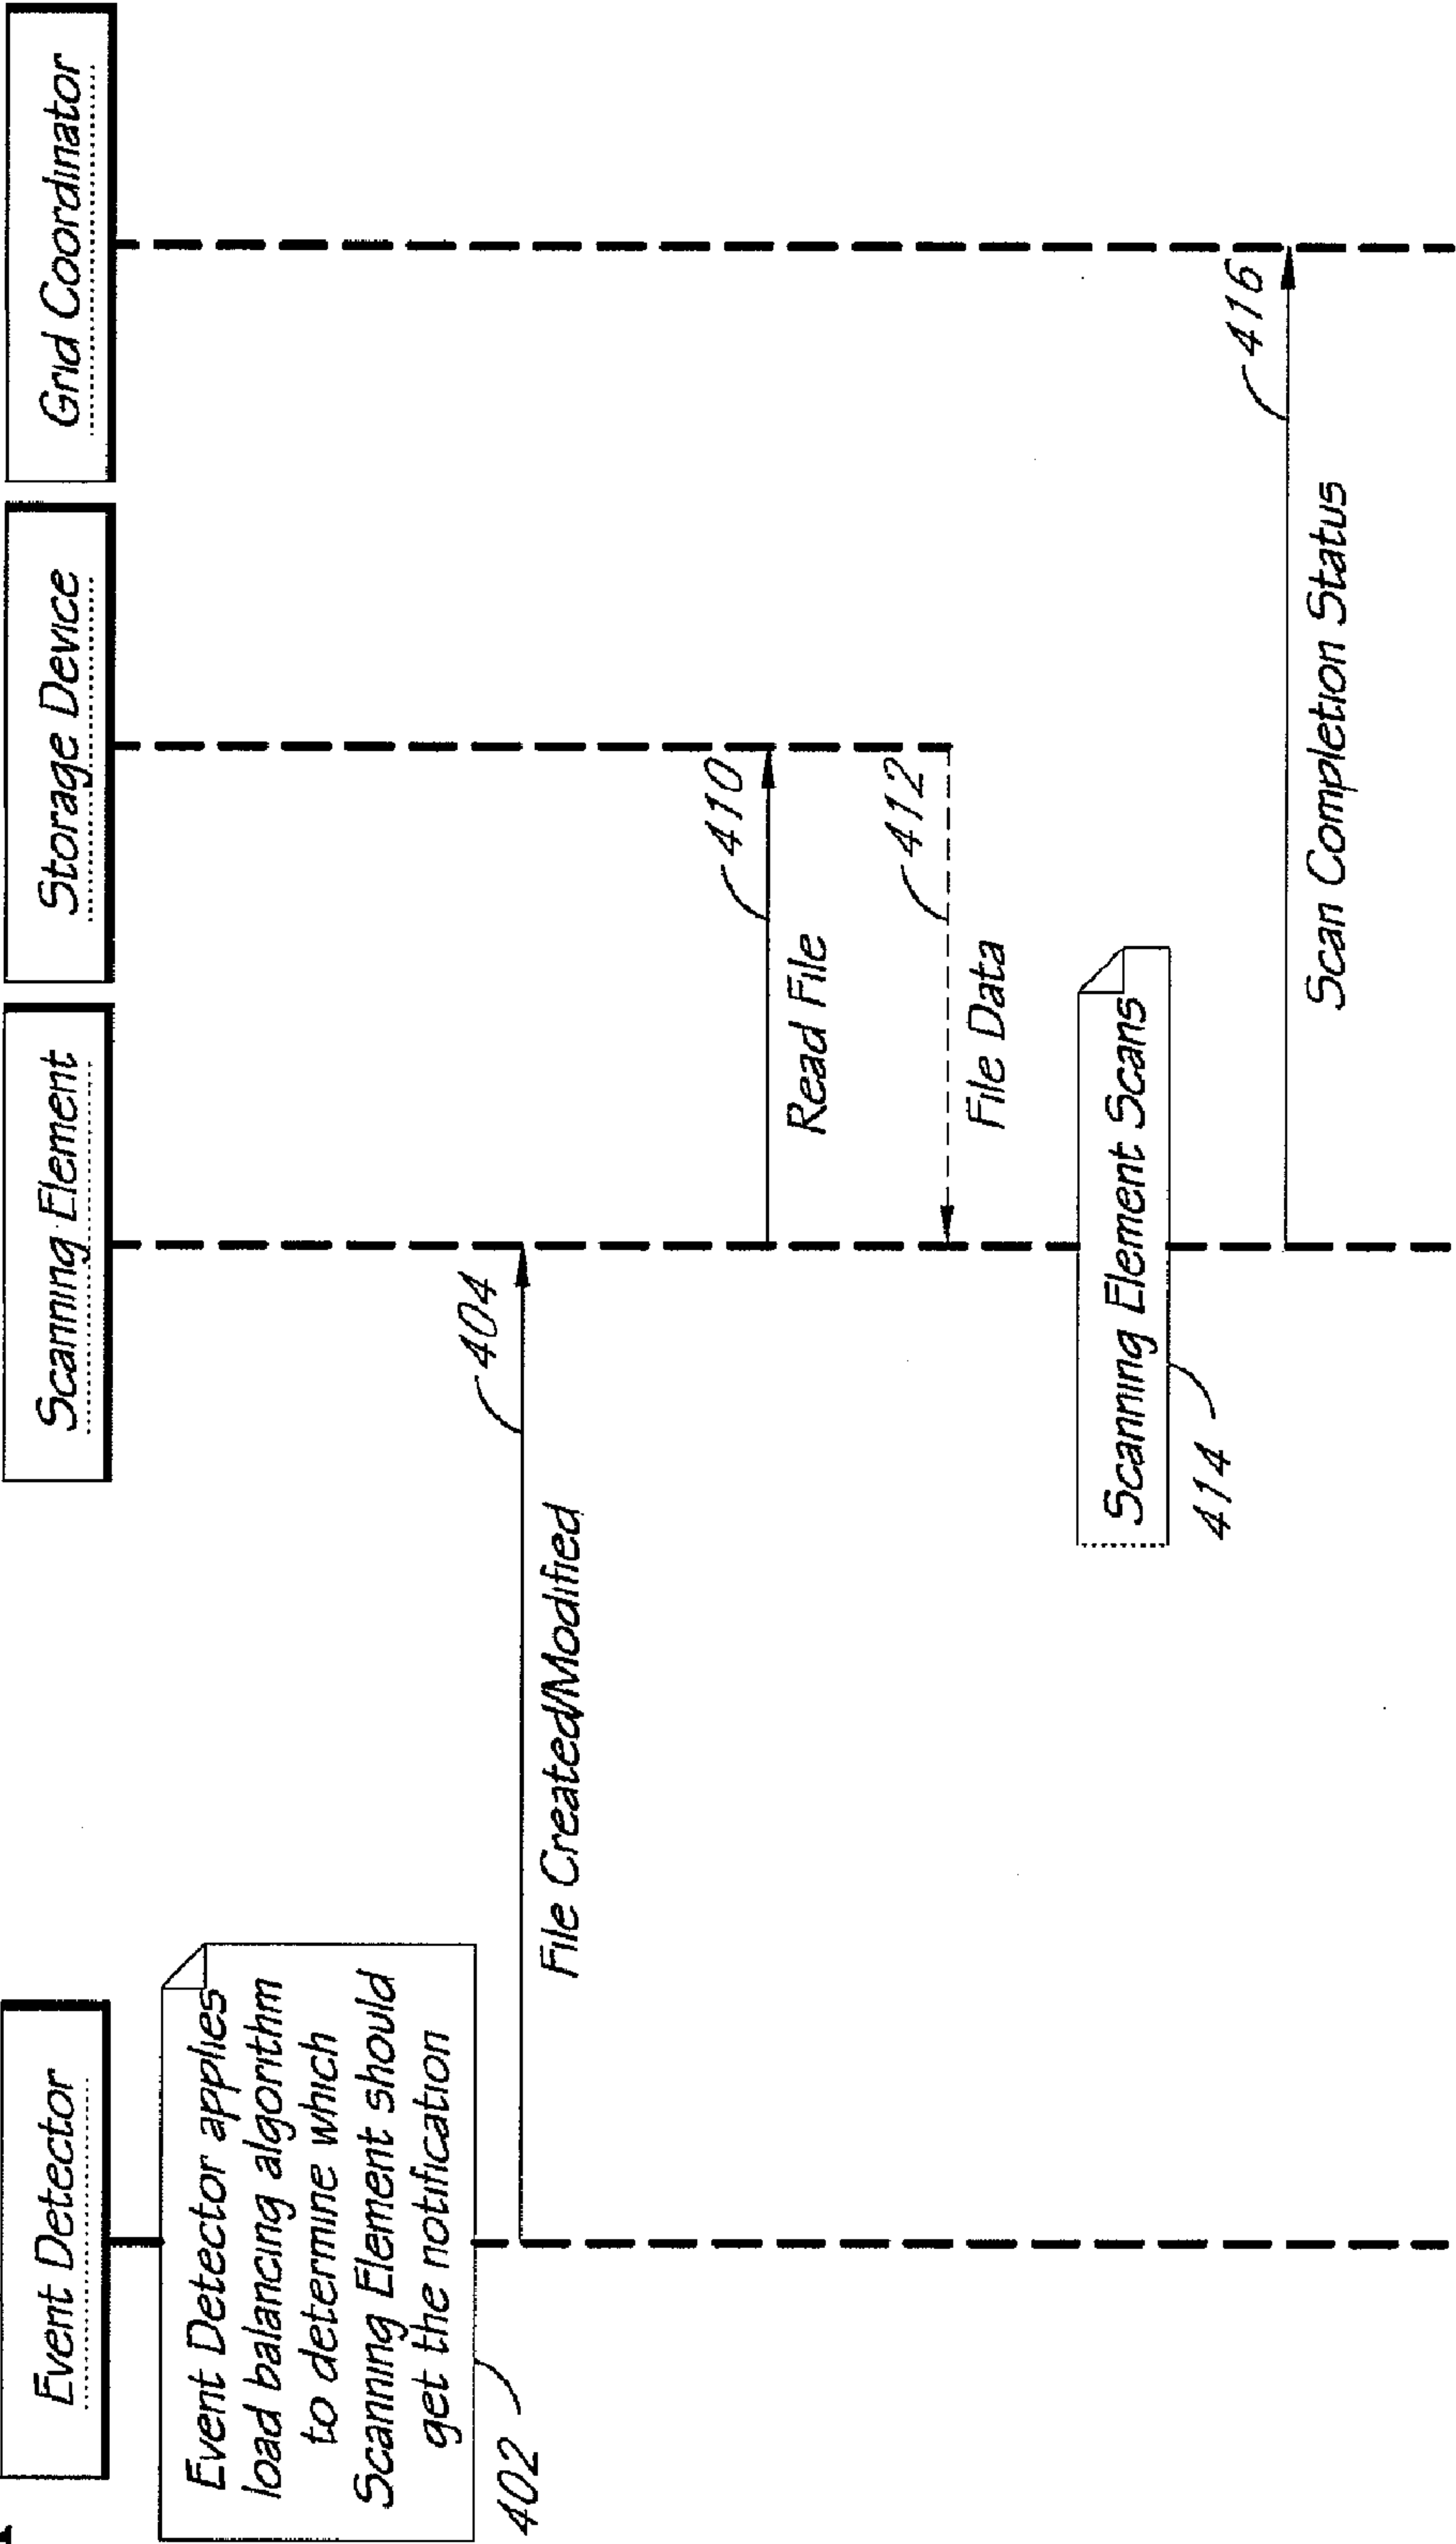 Event Detector
Scanning Element
Storage Device
Grid Coordinator
Event Detector applies
load balancing algorithm
to determine which
Scanning Element should
get the notification
402
404
File Created/Modified
410
Read File
412
File Data
Scanning Element Scans
414
416
Scan Completion Status